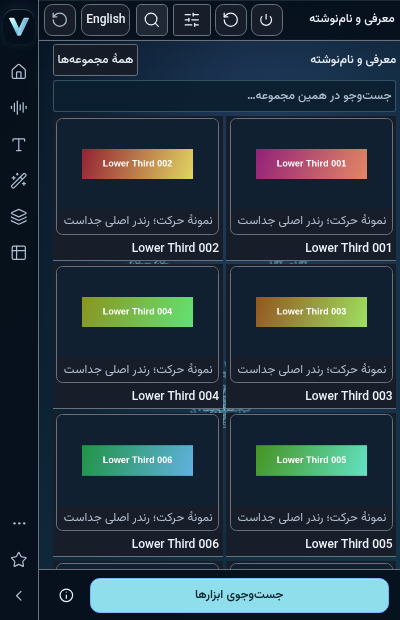 معرفی و نام‌نوشته
English
معرفی و نام‌نوشته
همهٔ مجموعه‌ها
جست‌وجو در همین مجموعه...
Lower Third 001
نمونهٔ حرکت؛ رندر اصلی جداست
Lower Third 001
Lower Third 002
نمونهٔ حرکت؛ رندر اصلی جداست
Lower Third 002
Lower Third 003
نمونهٔ حرکت؛ رندر اصلی جداست
Lower Third 003
Lower Third 004
نمونهٔ حرکت؛ رندر اصلی جداست
Lower Third 004
Lower Third 005
نمونهٔ حرکت؛ رندر اصلی جداست
Lower Third 005
Lower Third 006
نمونهٔ حرکت؛ رندر اصلی جداست
Lower Third 006
جست‌وجوی ابزارها